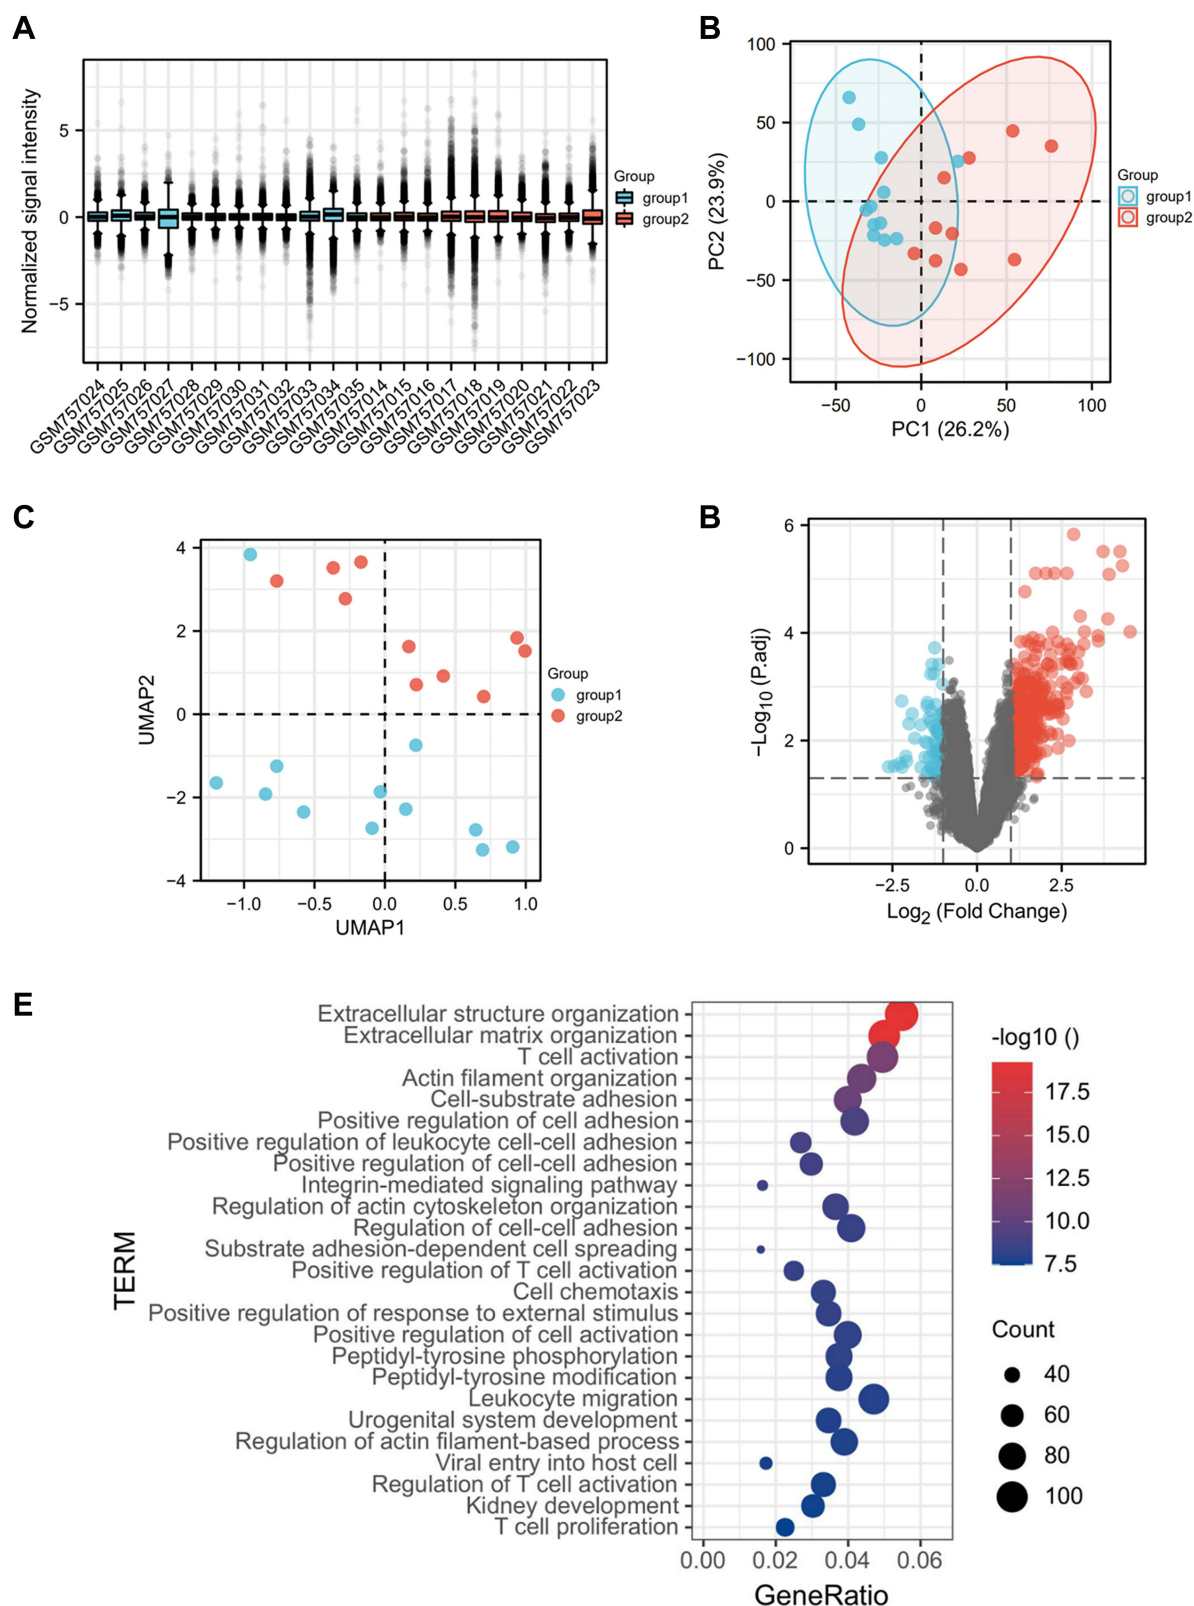 A
Normalized signal intensity
5
0
−5
GSM757024
GSM757025
GSM757026
GSM757027
GSM757028
GSM757029
GSM757030
GSM757031
GSM757032
GSM757033
GSM757034
GSM757035
GSM757014
GSM757015
GSM757016
GSM757017
GSM757018
GSM757019
GSM757020
GSM757021
GSM757022
GSM757023
Group
group1
group2
B
PC2 (23.9%)
100
50
0
−50
−100
−50
0
50
100
PC1 (26.2%)
Group
group1
group2
C
UMAP2
4
2
0
−2
−4
−1.0
−0.5
0.0
0.5
1.0
UMAP1
Group
group1
group2
B
−Log10 (P.adj)
6
4
2
0
−2.5
0.0
2.5
Log2 (Fold Change)
E
TERM
Extracellular structure organization
Extracellular matrix organization
T cell activation
Actin filament organization
Cell-substrate adhesion
Positive regulation of cell adhesion
Positive regulation of leukocyte cell-cell adhesion
Positive regulation of cell-cell adhesion
Integrin-mediated signaling pathway
Regulation of actin cytoskeleton organization
Regulation of cell-cell adhesion
Substrate adhesion-dependent cell spreading
Positive regulation of T cell activation
Cell chemotaxis
Positive regulation of response to external stimulus
Positive regulation of cell activation
Peptidyl-tyrosine phosphorylation
Peptidyl-tyrosine modification
Leukocyte migration
Urogenital system development
Regulation of actin filament-based process
Viral entry into host cell
Regulation of T cell activation
Kidney development
T cell proliferation
0.00
0.02
0.04
0.06
GeneRatio
-log10 ()
17.5
15.0
12.5
10.0
7.5
Count
40
60
80
100